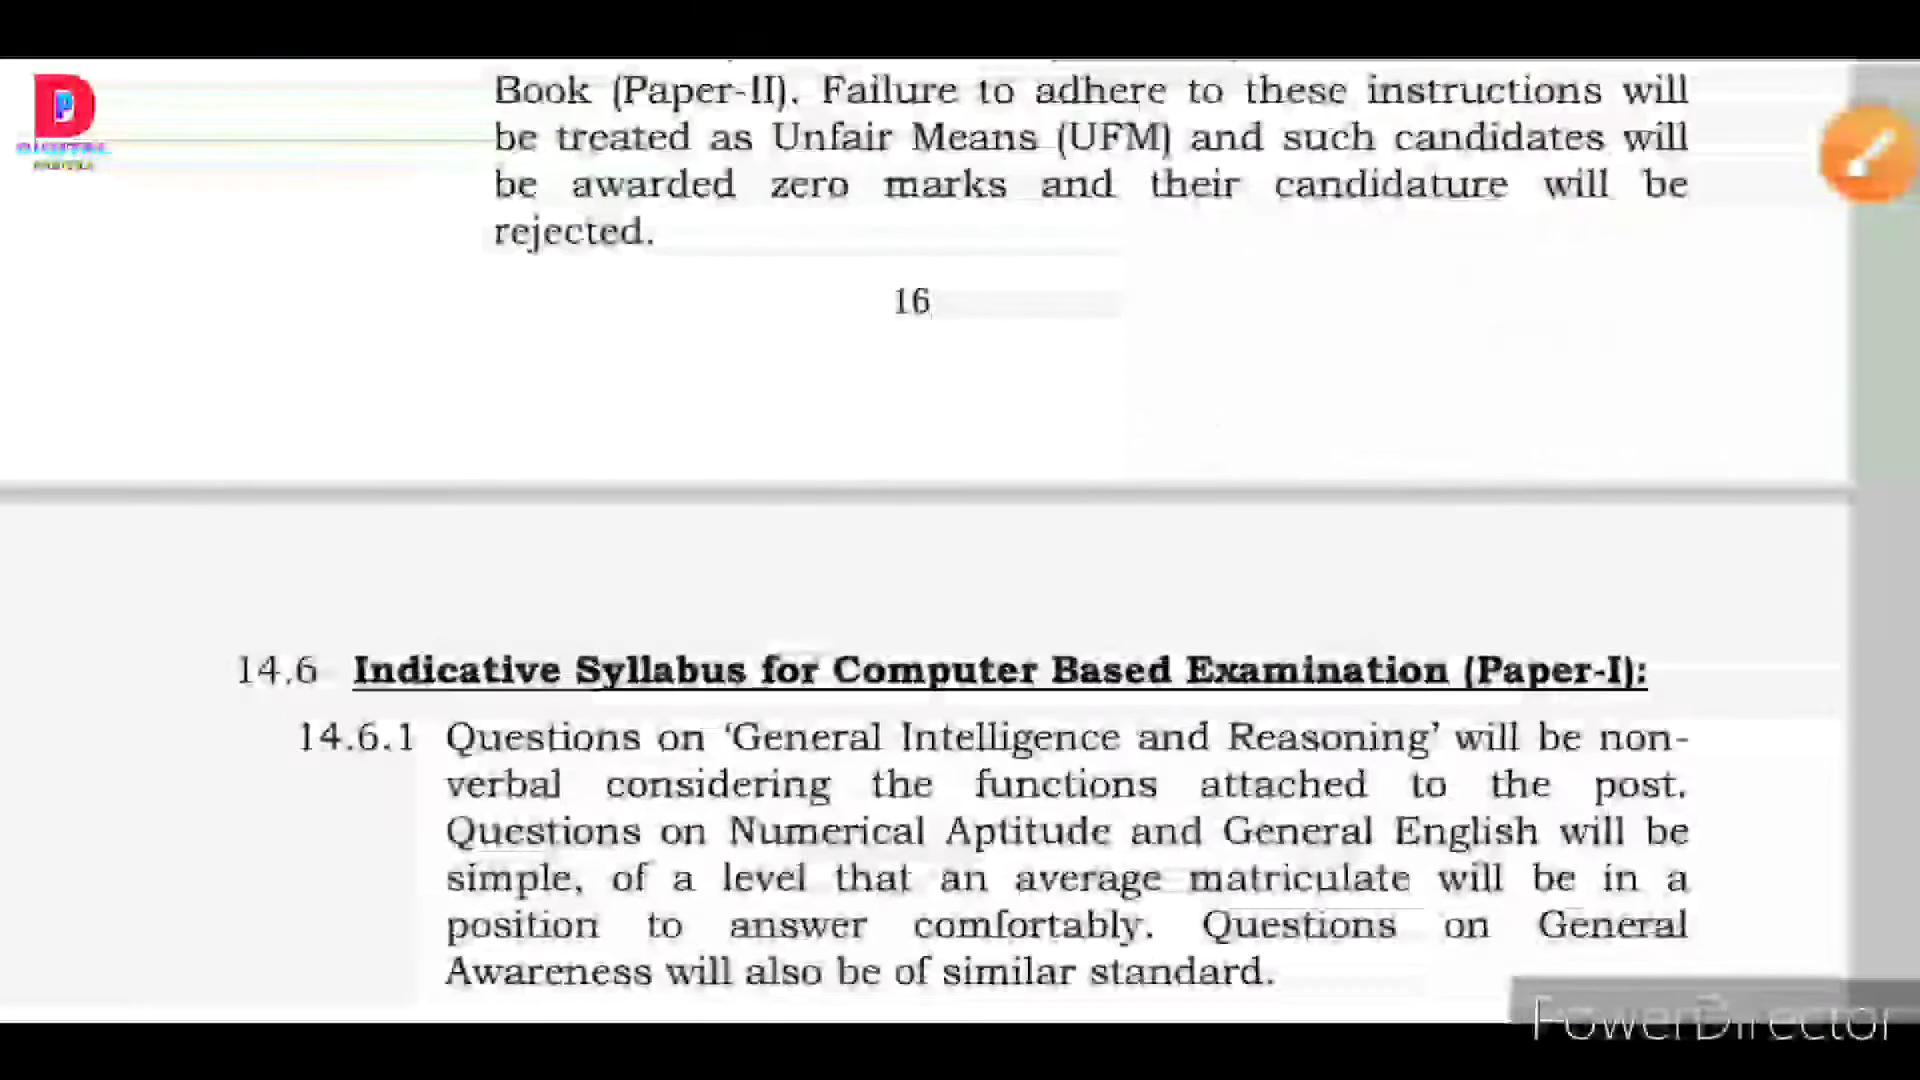 Book (Paper-II). Failure to adhere to these instructions will
be treated as Unfair Means (UFM) and such candidates will
be awarded zero marks and their candidature will be
rejected.
16
14.6 Indicative Syllabus for Computer Based Examination (Paper-I):
14.6.1 Questions on ‘General Intelligence and Reasoning’ will be non-
verbal considering the functions attached to the post.
Questions on Numerical Aptitude and General English will be
simple, of a level that an average matriculate will be in a
position to answer comfortably. Questions on General
Awareness will also be of similar standard.
PowerDirector
D
P
DIGITAL